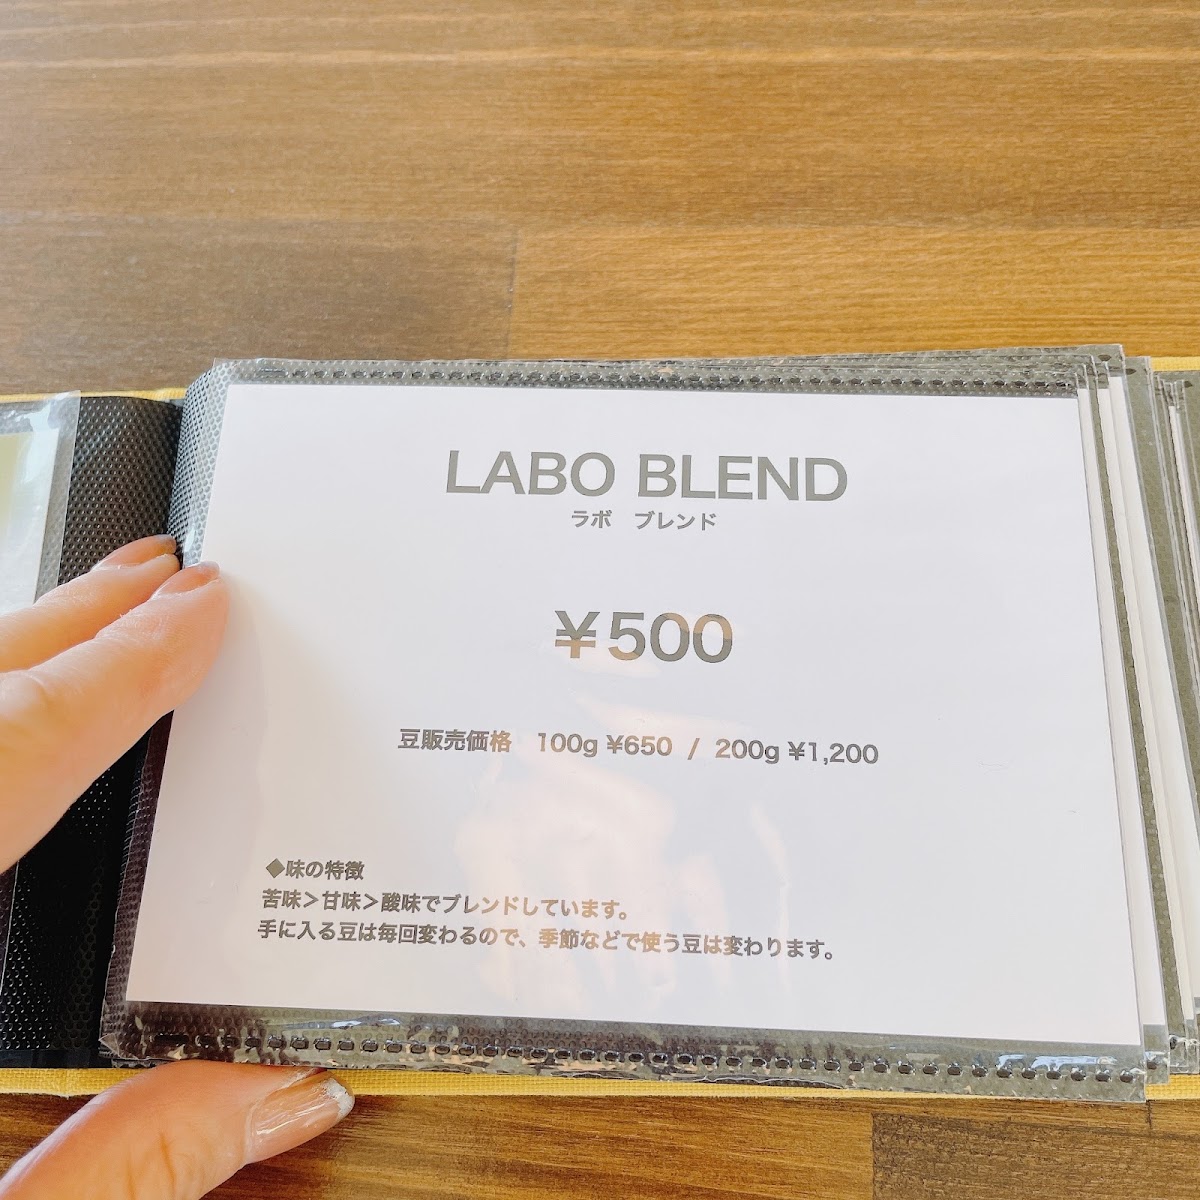 LABO BLEND
ラボ　ブレンド
¥500
豆販売価格　100g ¥650 / 200g ¥1,200
◆味の特徴
苦味＞甘味＞酸味でブレンドしています。
手に入る豆は毎回変わるので、季節などで使う豆は変わります。